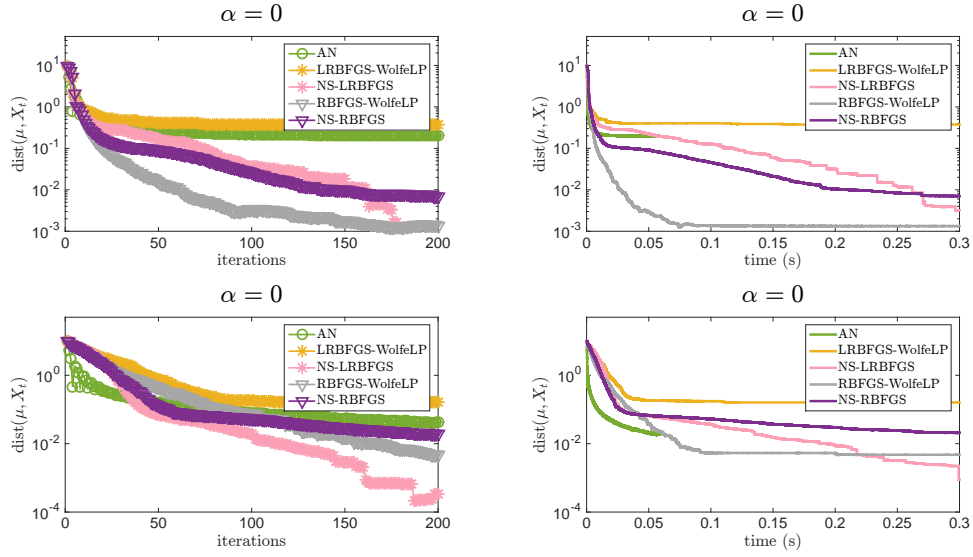 α = 0
10^1
10^0
10^-1
10^-2
10^-3
dist(μ, X_t)
0
50
100
150
200
iterations
AN
LRBFGS-WolfeLP
NS-LRBFGS
RBFGS-WolfeLP
NS-RBFGS
α = 0
10^1
10^0
10^-1
10^-2
10^-3
dist(μ, X_t)
0
0.05
0.1
0.15
0.2
0.25
0.3
time (s)
AN
LRBFGS-WolfeLP
NS-LRBFGS
RBFGS-WolfeLP
NS-RBFGS
α = 0
10^0
10^-2
10^-4
dist(μ, X_t)
0
50
100
150
200
iterations
AN
LRBFGS-WolfeLP
NS-LRBFGS
RBFGS-WolfeLP
NS-RBFGS
α = 0
10^0
10^-2
10^-4
dist(μ, X_t)
0
0.05
0.1
0.15
0.2
0.25
0.3
time (s)
AN
LRBFGS-WolfeLP
NS-LRBFGS
RBFGS-WolfeLP
NS-RBFGS